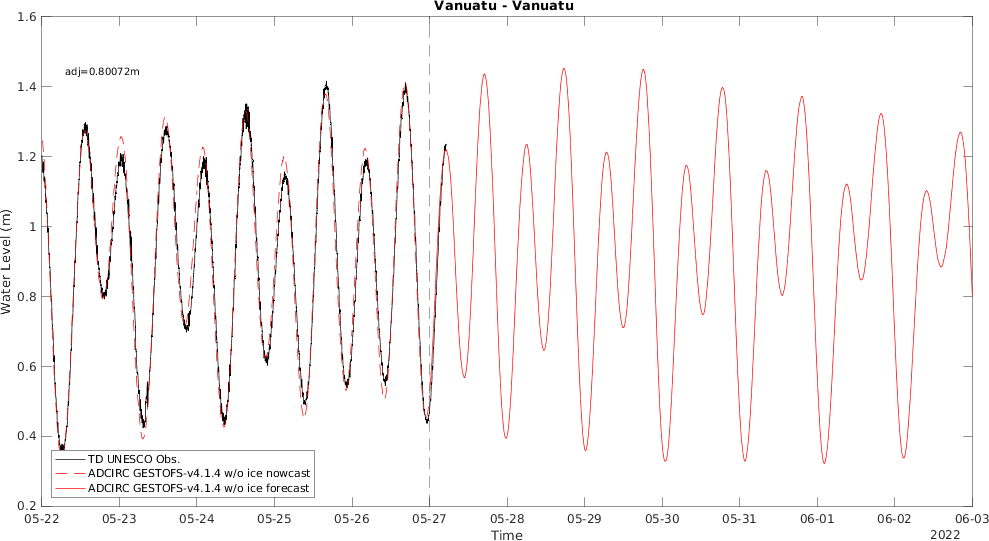 Vanuatu - Vanuatu
1.6
adj=0.80072m
1.4
1.2
1
0.8
0.6
0.4
0.2
Water Level (m)
TD UNESCO Obs.
ADCIRC GESTOFS-v4.1.4 w/o ice nowcast
ADCIRC GESTOFS-v4.1.4 w/o ice forecast
05-22 05-23 05-24 05-25 05-26 05-27 05-28 05-29 05-30 05-31 06-01 06-02 06-03
Time
2022